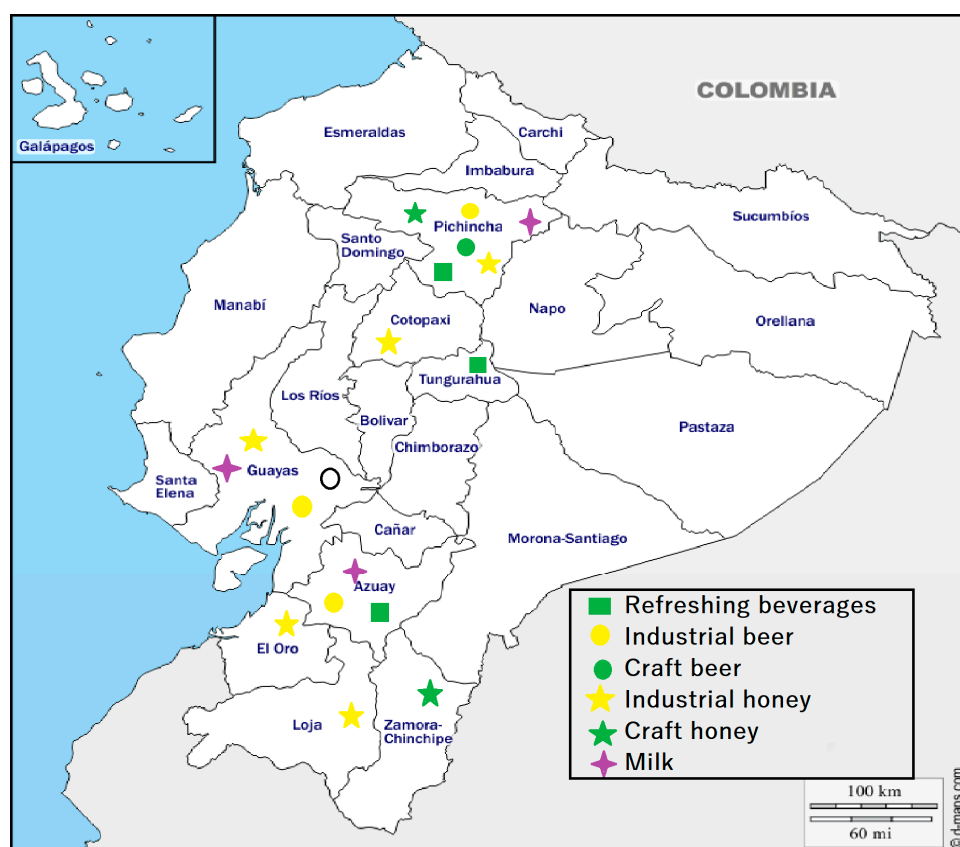 COLOMBIA
Esmeraldas
Carchi
Galápagos
Imbabura
Sucumbíos
Pichincha
Santo
Domingo
Manabí
Napo
Cotopaxi
Orellana
Tungurahua
Los Ríos
Bolivar
Pastaza
Chimborazo
Guayas
Santa
Elena
Cañar
Morona-Santiago
Azuay
El Oro
Loja
Zamora-
Chinchipe
Refreshing beverages
Industrial beer
Craft beer
Industrial honey
Craft honey
Milk
100 km
60 mi
© d-maps.com